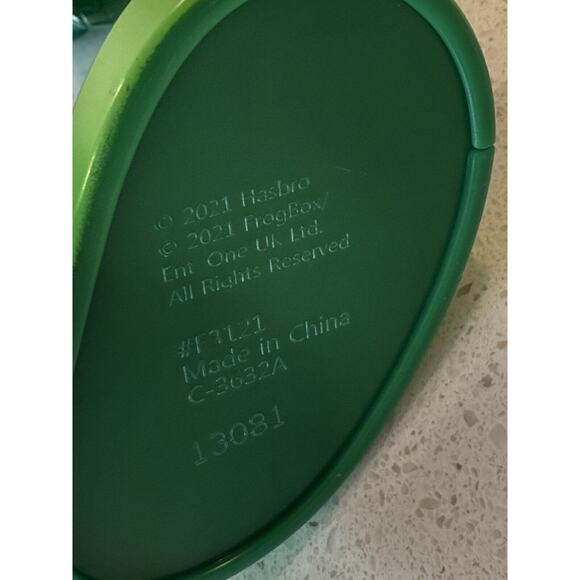 © 2021 Hasbro
© 2021 FrogBox/
Ent One UK Ltd.
All Rights Reserved
Made in China
C-3632A
13081